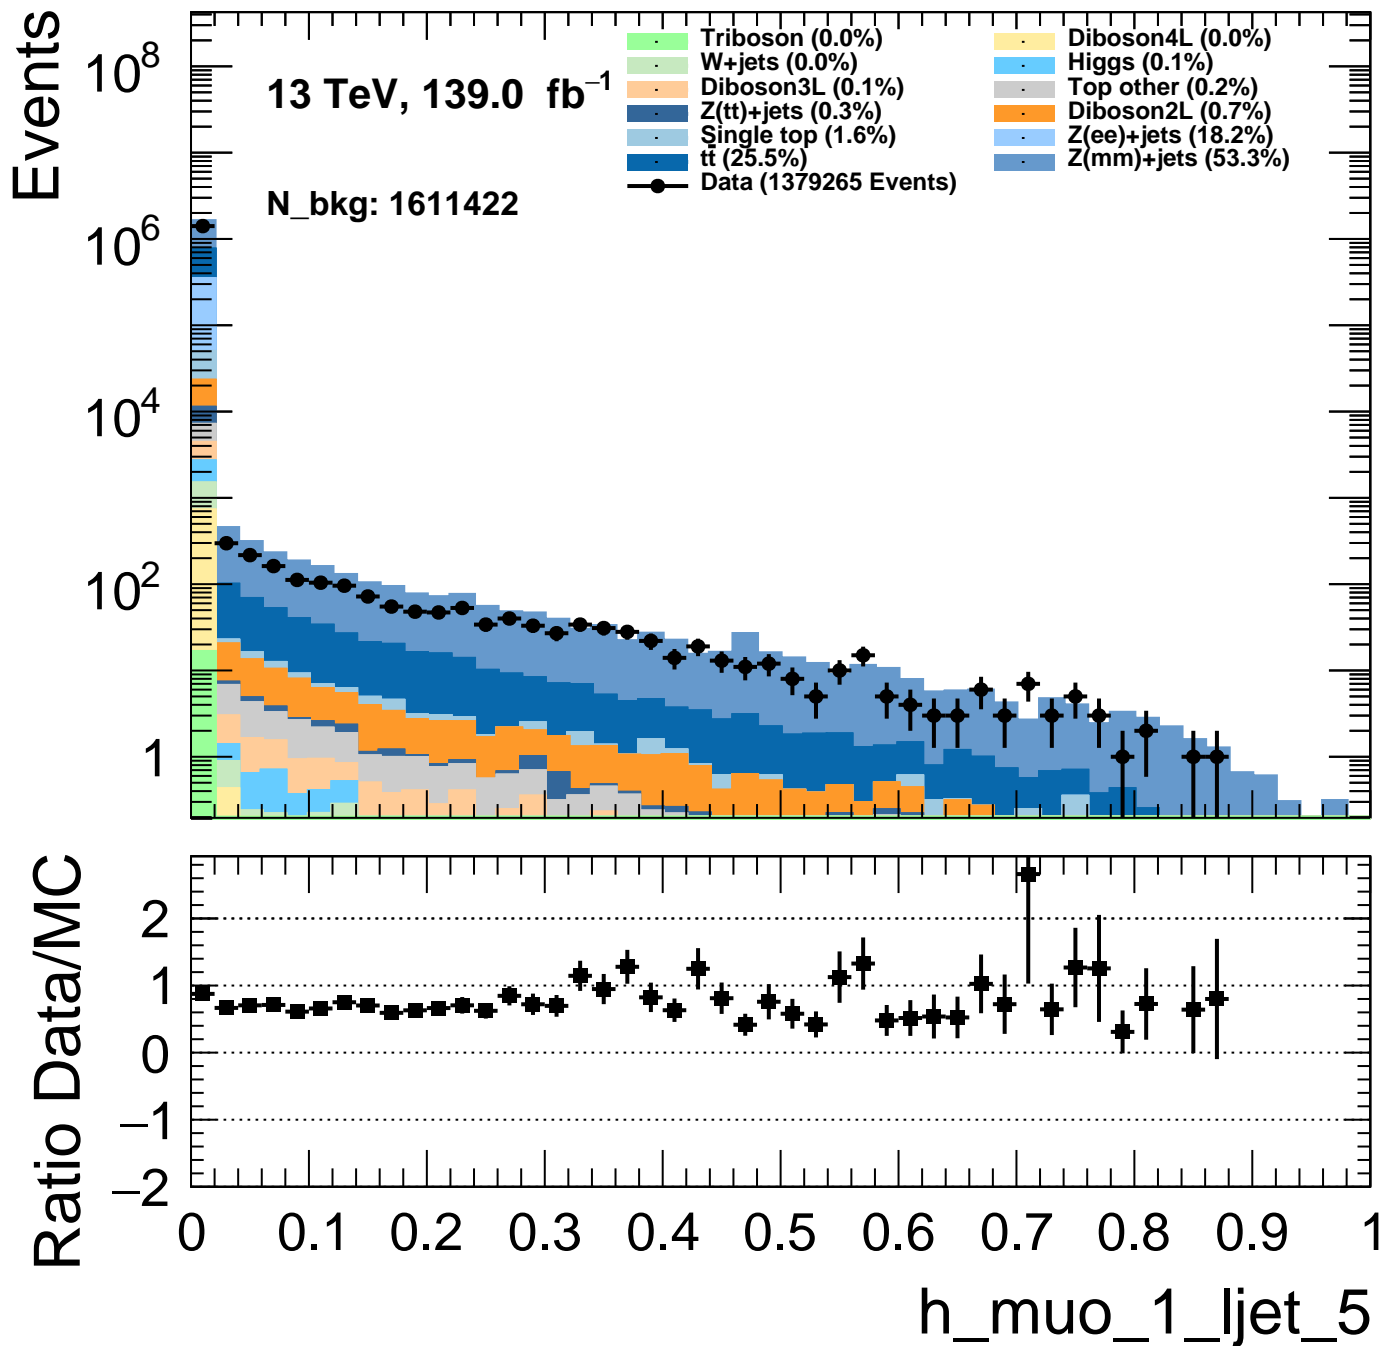 Events
10^8
10^6
10^4
10^2
1
13 TeV, 139.0 fb^−1
N_bkg: 1611422
Triboson (0.0%)
W+jets (0.0%)
Diboson3L (0.1%)
Z(tt)+jets (0.3%)
Single top (1.6%)
tt̄ (25.5%)
Data (1379265 Events)
Diboson4L (0.0%)
Higgs (0.1%)
Top other (0.2%)
Diboson2L (0.7%)
Z(ee)+jets (18.2%)
Z(mm)+jets (53.3%)
Ratio Data/MC
2
1
0
−1
−2
0 0.1 0.2 0.3 0.4 0.5 0.6 0.7 0.8 0.9 1
h_muo_1_ljet_5